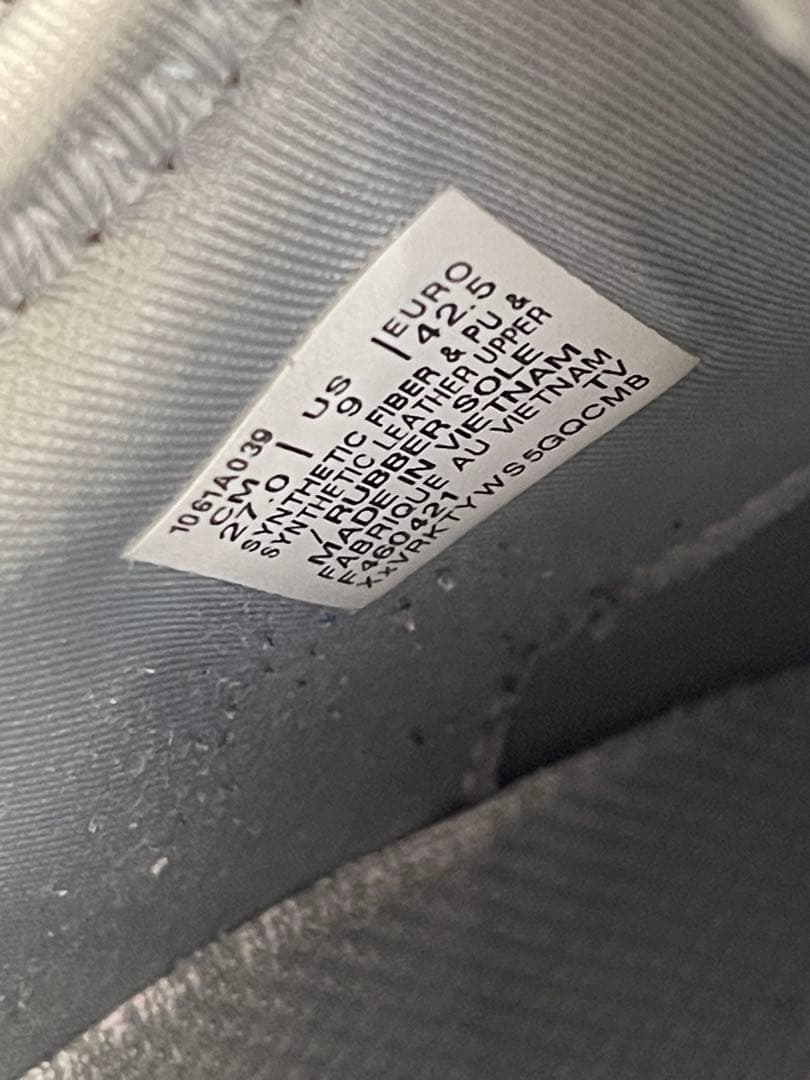 1061A039
CM | US | EURO
27.0 | 9 | 42.5
SYNTHETIC FIBER & PU &
SYNTHETIC LEATHER UPPER
/ RUBBER SOLE
MADE IN VIETNAM
FABRIQUE AU VIETNAM
FE460421 TV
XxVRKTYWS5GQCMB